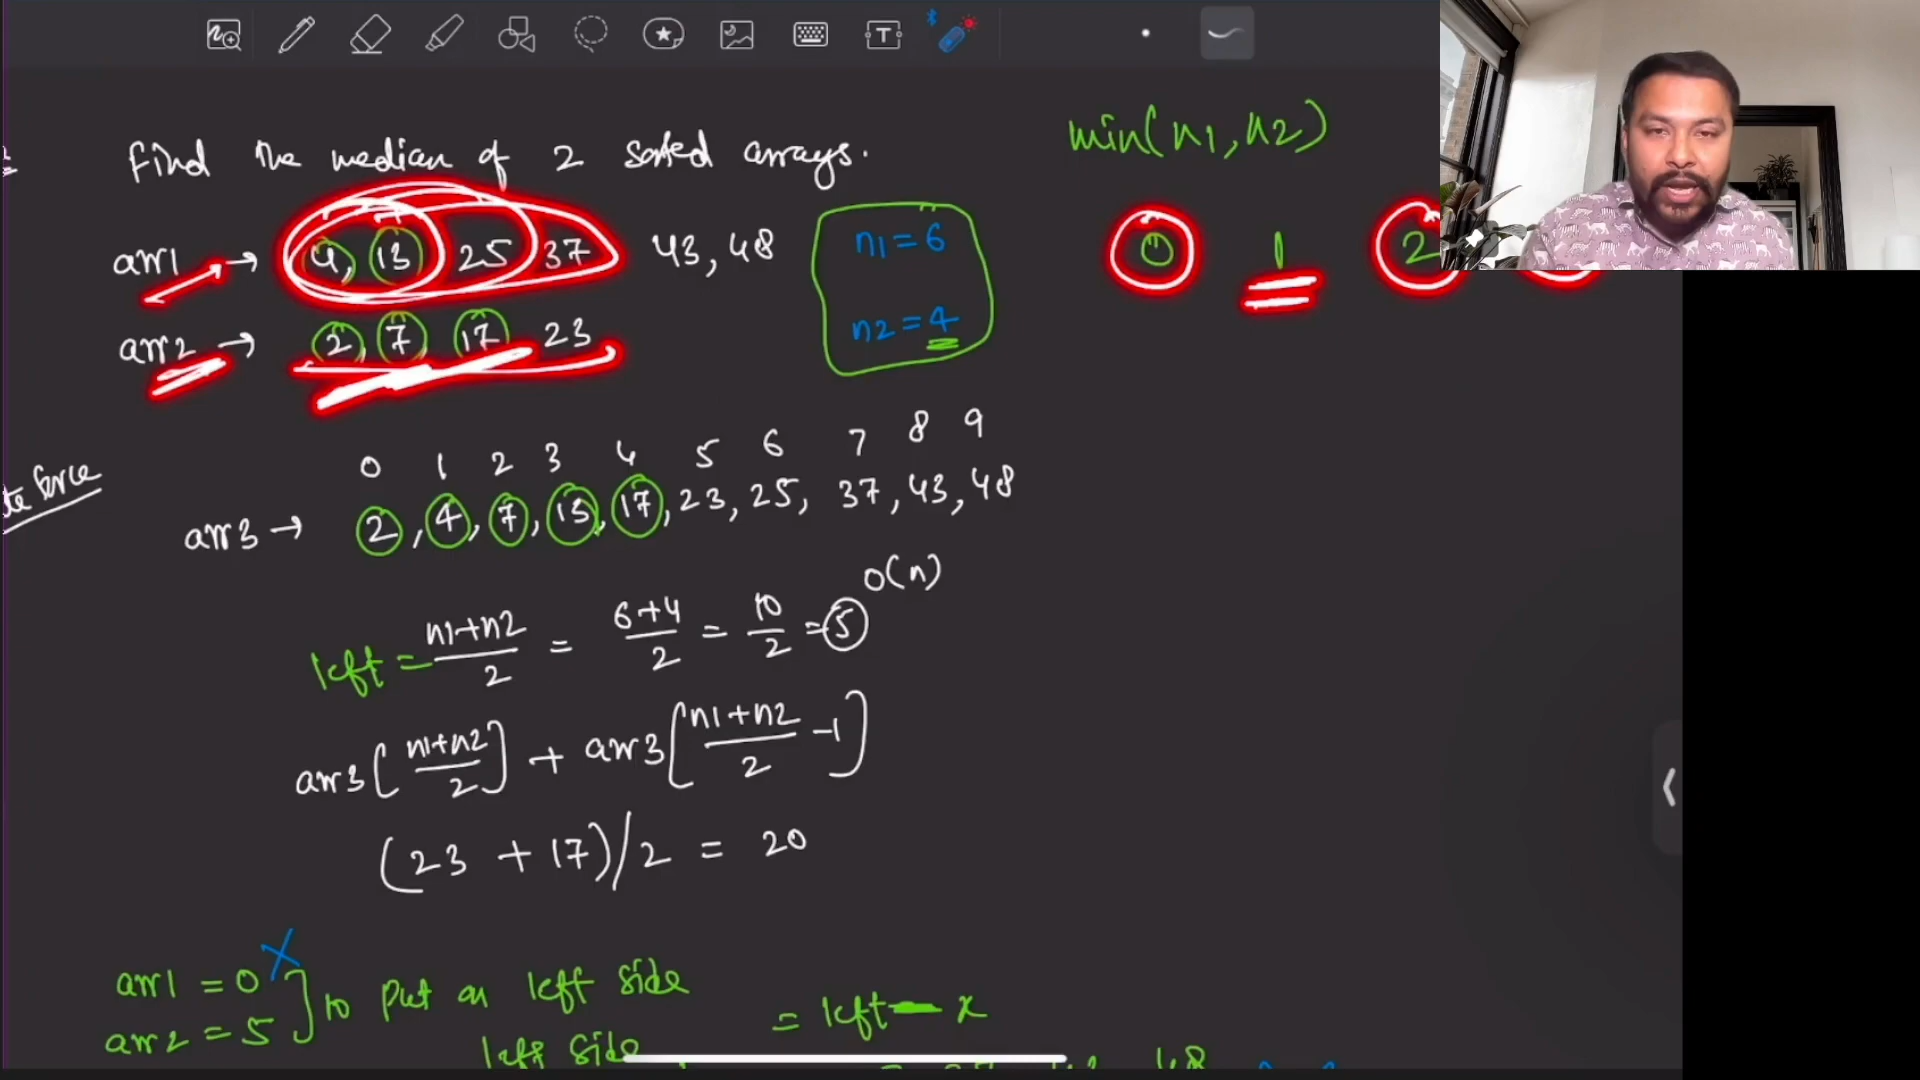 Find the median of 2 sorted arrays.
min(n1,n2)
arr1 → 4, 13 25 37 43, 48
n1 = 6
0 1 2
arr2 → 2, 7, 17 23
n2 = 4
0 1 2 3 4 5 6 7 8 9
te force
arr3 → 2, 4, 7, 13, 17, 23, 25, 37, 43, 48
O(n)
left = n1+n2/2 = 6+4/2 = 10/2 = 5
arr3[n1+n2/2] + arr3[n1+n2/2 -1]
(23 + 17)/2 = 20
arr1 = 0 X
arr2 = 5 ] to put on left side
= left - x
left side
48